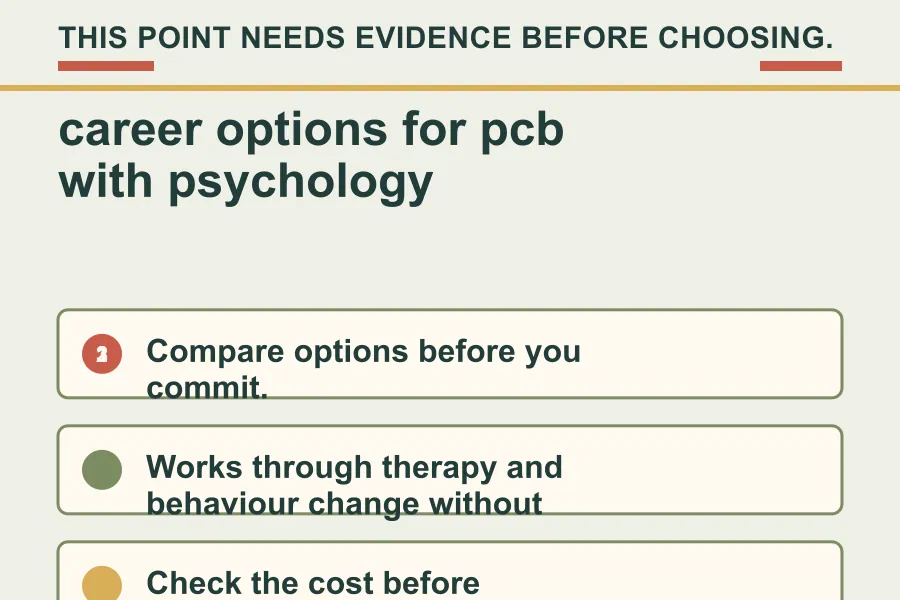 THIS POINT NEEDS EVIDENCE BEFORE CHOOSING.
career options for pcb
with psychology
Compare options before you
commit.
Works through therapy and
behaviour change without
Check the cost before